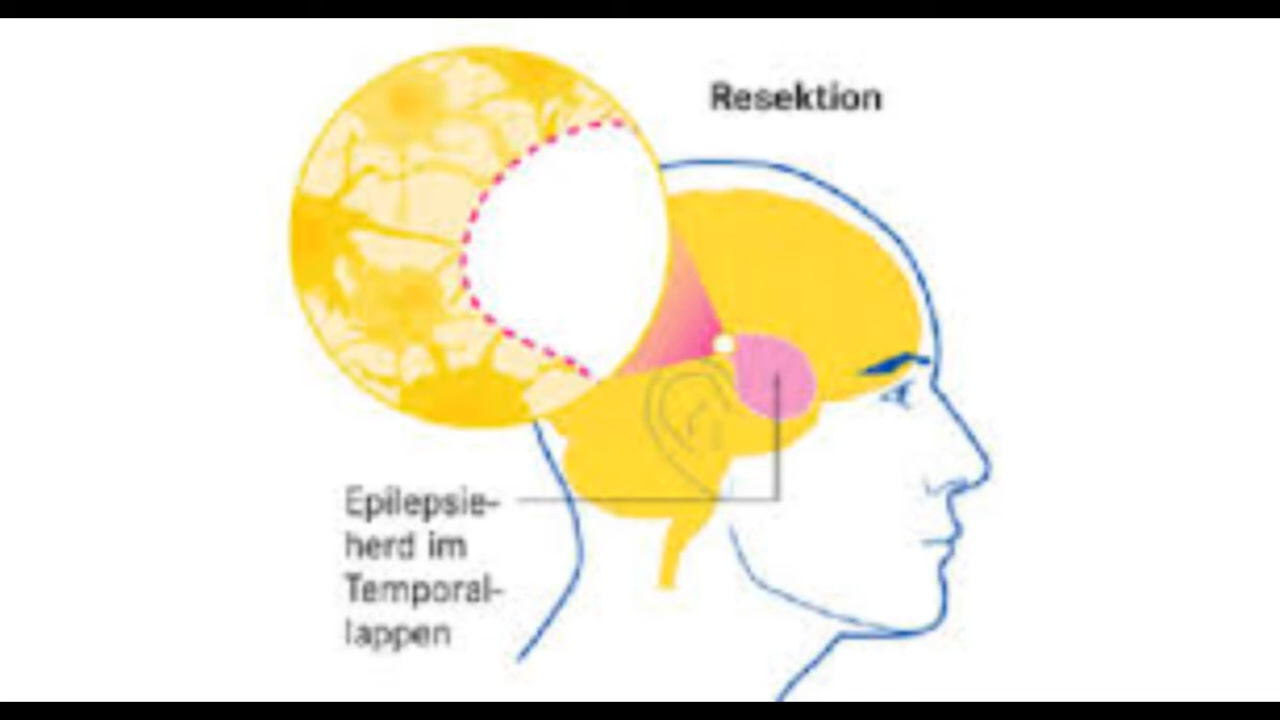 Resektion
Epilepsie-
herd im
Temporal-
lappen